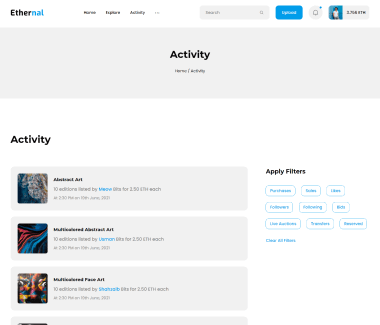 Ethernal
Home Explore Activity ···
Search
Upload
2.756 ETH
Activity
Home / Activity
Activity
Abstract Art
10 editions listed by Meow Bits for 2.50 ETH each
at 2:30 PM on 19th June, 2021
Multicolored Abstract Art
10 editions listed by Usman Bits for 2.50 ETH each
at 2:30 PM on 19th June, 2021
Multicolored Face Art
10 editions listed by Shahzaib Bits for 2.50 ETH each
at 2:30 PM on 19th June, 2021
Apply Filters
Purchases Sales Likes
Followers Following Bids
Live Auctions Transfers Reserved
Clear All Filters